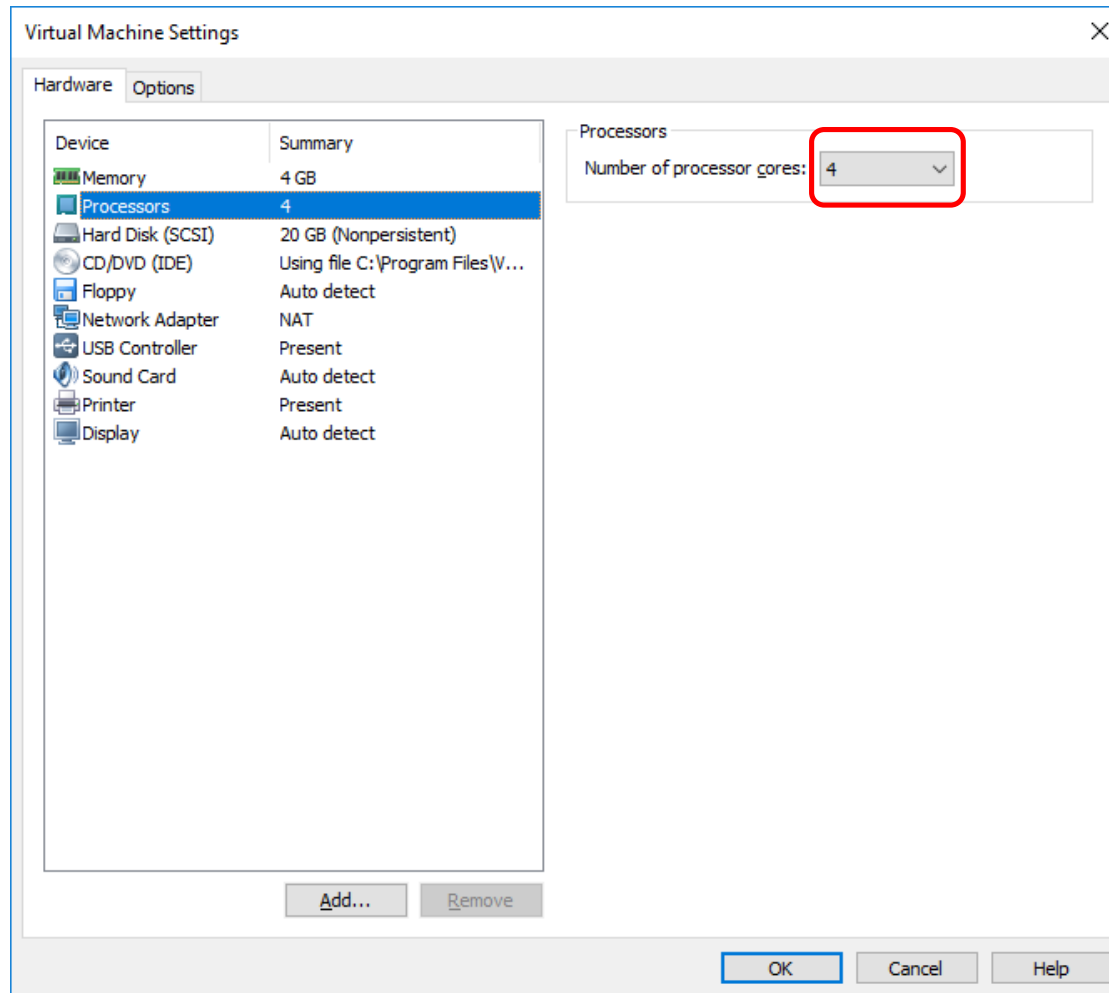 Virtual Machine Settings
Hardware Options
Device Summary
Memory 4 GB
Processors 4
Hard Disk (SCSI) 20 GB (Nonpersistent)
CD/DVD (IDE) Using file C:\Program Files\V...
Floppy Auto detect
Network Adapter NAT
USB Controller Present
Sound Card Auto detect
Printer Present
Display Auto detect
Add... Remove
Processors
Number of processor cores: 4
OK Cancel Help